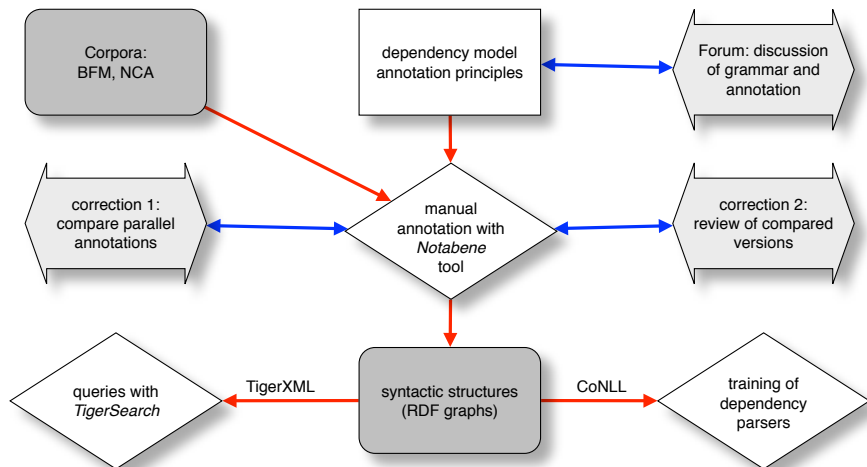 Corpora:
BFM, NCA
dependency model
annotation principles
Forum: discussion
of grammar and
annotation
correction 1:
compare parallel
annotations
manual
annotation with
Notabene
tool
correction 2:
review of compared
versions
queries with
TigerSearch
TigerXML
syntactic structures
(RDF graphs)
CoNLL
training of
dependency
parsers